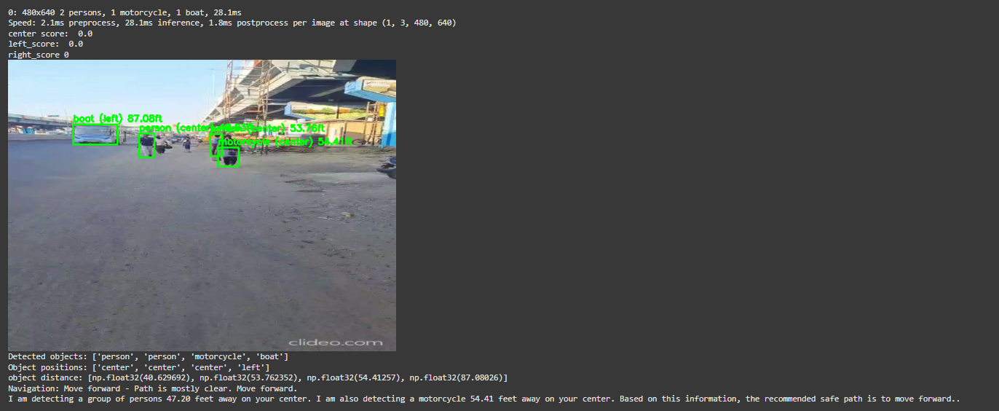 0: 480x640 2 persons, 1 motorcycle, 1 boat, 28.1ms
Speed: 2.1ms preprocess, 28.1ms inference, 1.8ms postprocess per image at shape (1, 3, 480, 640)
center score:  0.0
left_score:  0.0
right_score 0
boat (left) 87.08ft
person (center) 53.76ft
motorcycle (center) 54.41ft
clideo.com
Detected objects: ['person', 'person', 'motorcycle', 'boat']
Object positions: ['center', 'center', 'center', 'left']
object distance: [np.float32(40.629692), np.float32(53.762352), np.float32(54.41257), np.float32(87.08026)]
Navigation: Move forward - Path is mostly clear. Move forward.
I am detecting a group of persons 47.20 feet away on your center. I am also detecting a motorcycle 54.41 feet away on your center. Based on this information, the recommended safe path is to move forward..